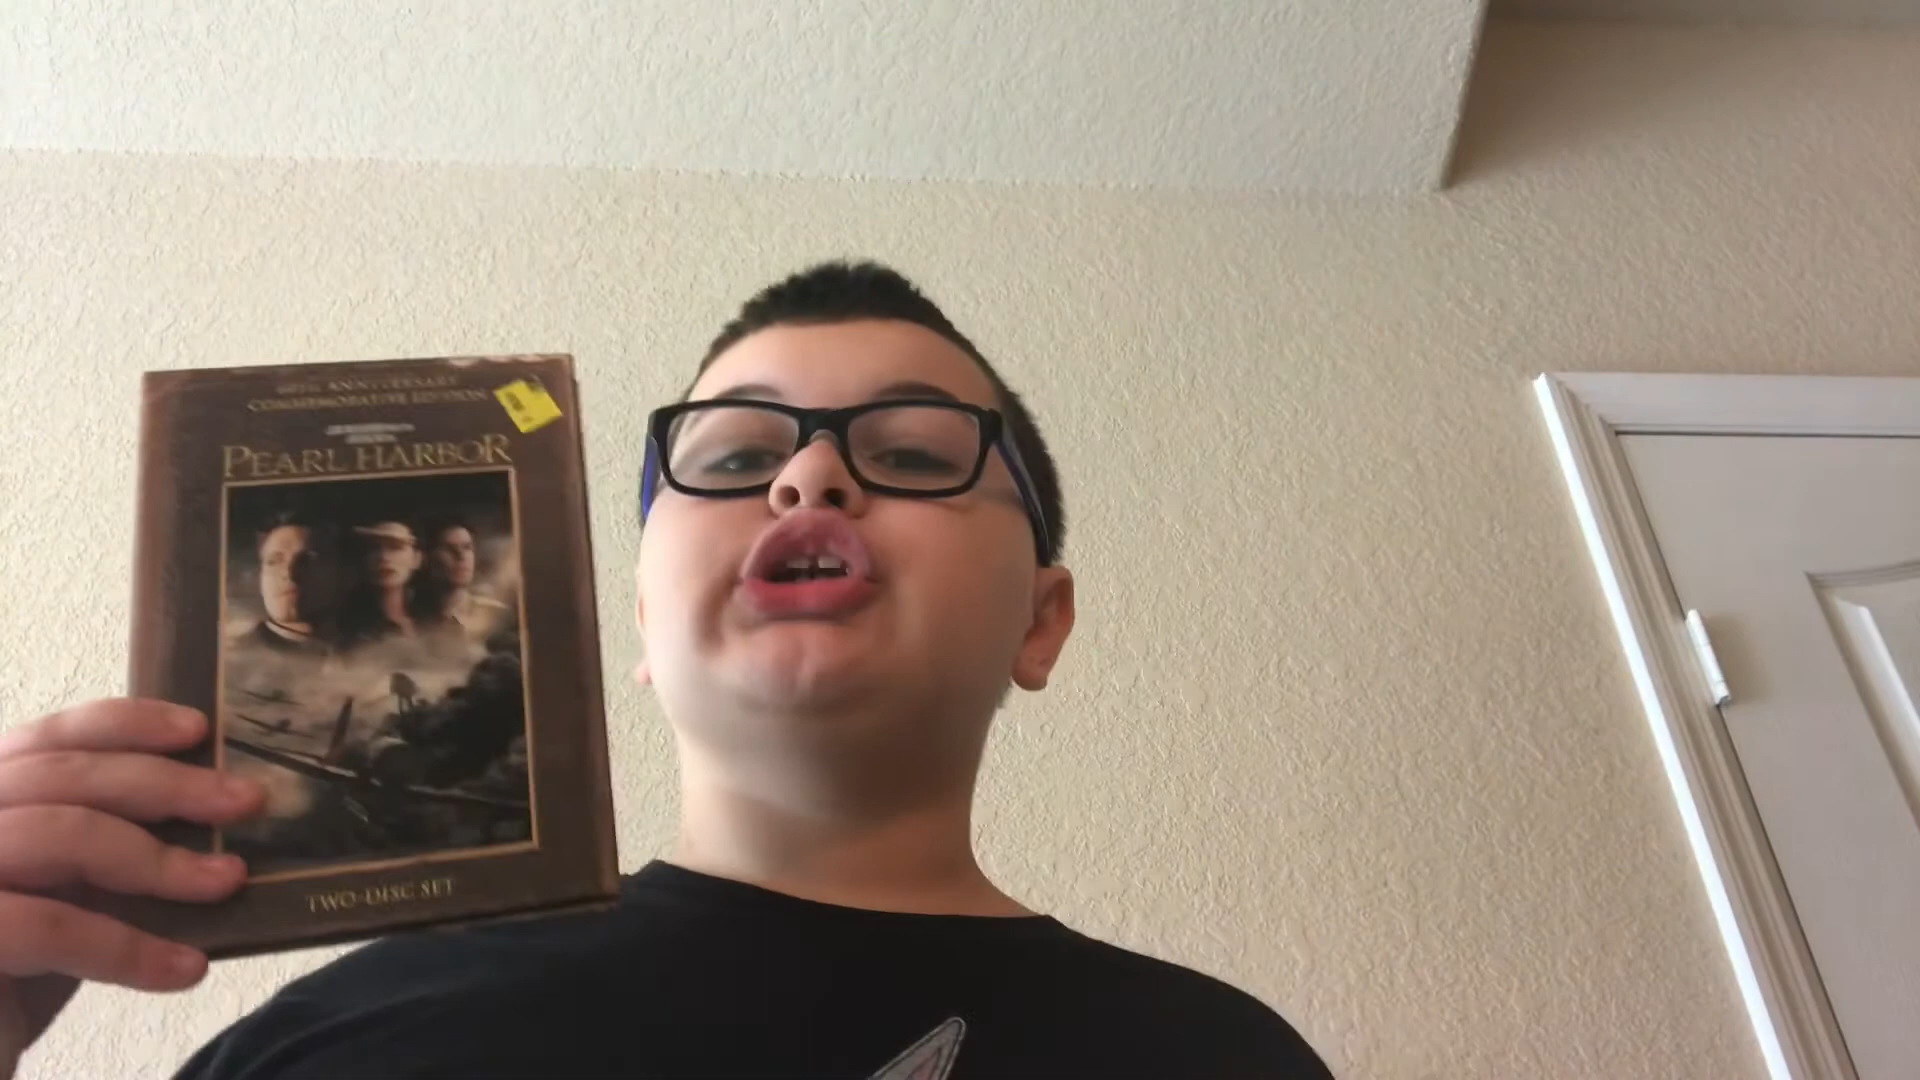 60TH ANNIVERSARY
COMMEMORATIVE EDITION
PEARL HARBOR
TWO-DISC SET